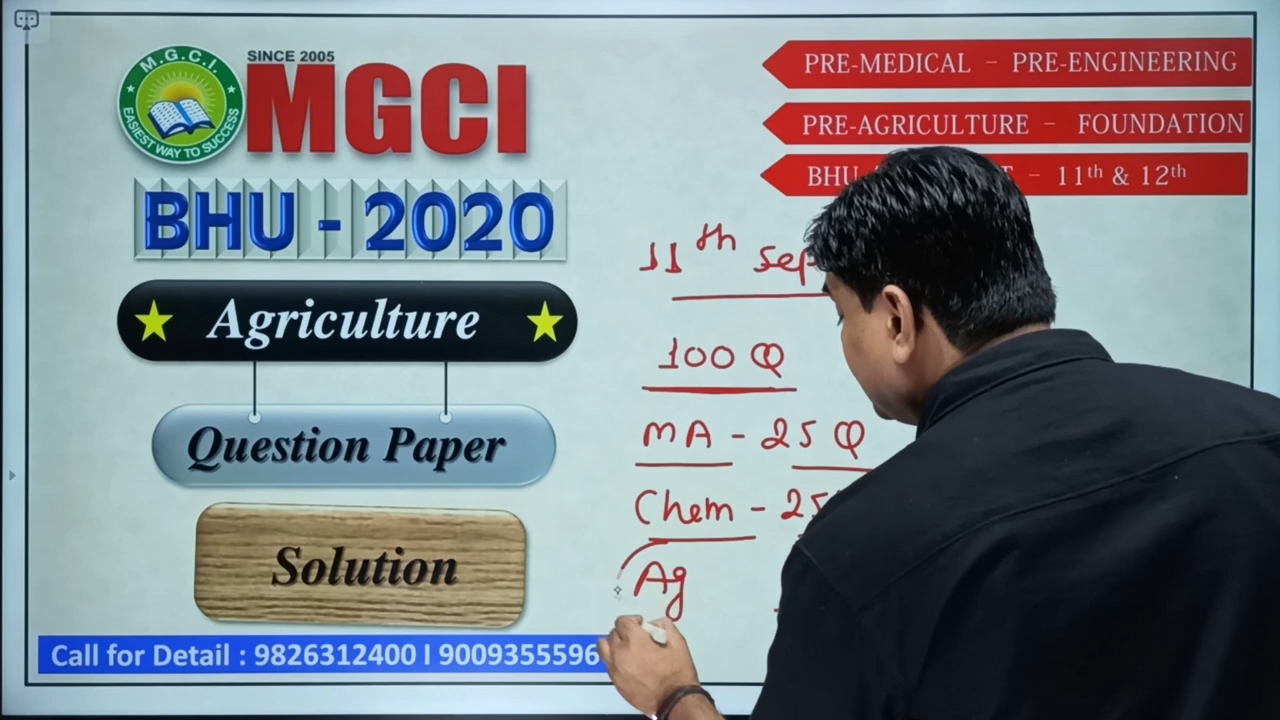 M.G.C.I.
EASIEST WAY TO SUCCESS
SINCE 2005
MGCI
BHU - 2020
Agriculture
Question Paper
Solution
Call for Detail : 9826312400 I 9009355596
PRE-MEDICAL - PRE-ENGINEERING
PRE-AGRICULTURE - FOUNDATION
BHU - 11th & 12th
11th Sep
100 Q
MA - 25 Q
Chem - 25
Ag